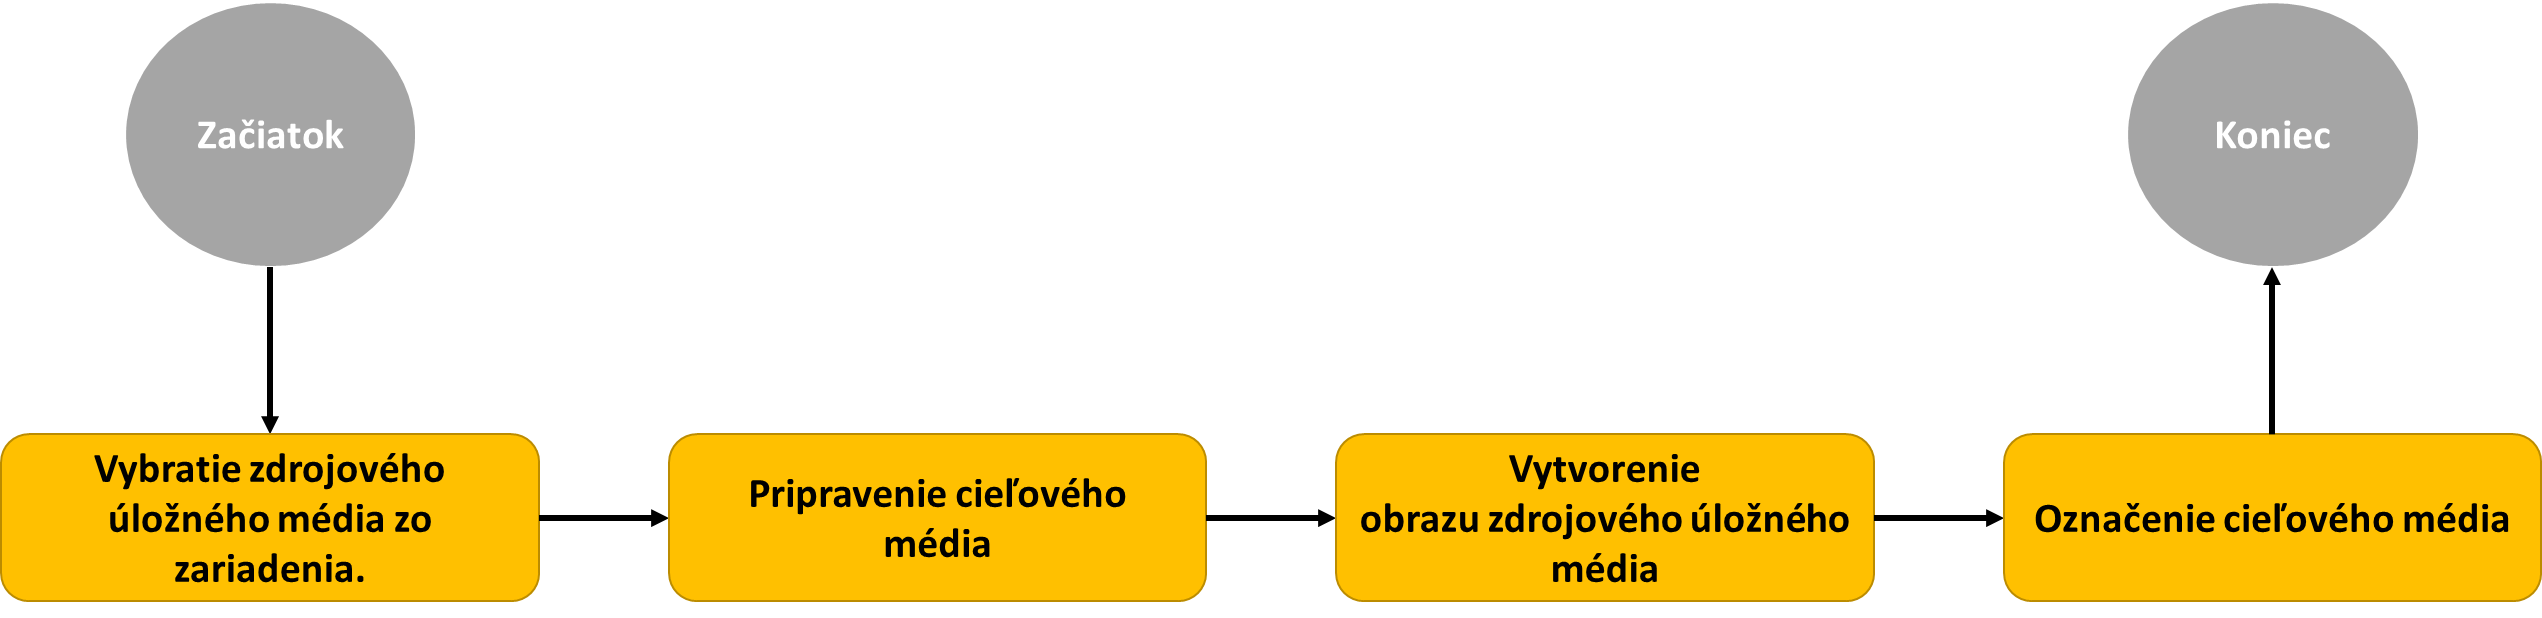 Začiatok
Koniec
Vybratie zdrojového
úložného média zo
zariadenia.
Pripravenie cieľového
média
Vytvorenie
obrazu zdrojového úložného
média
Označenie cieľového média